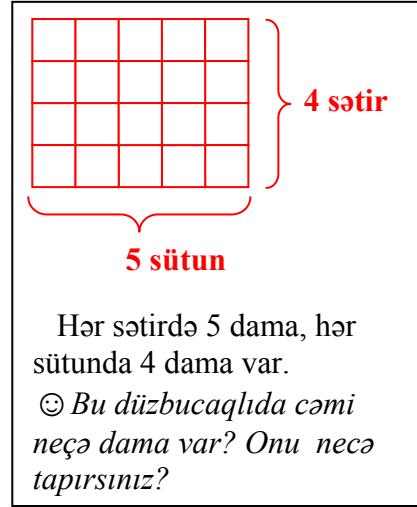 4 sətir
5 sütun
Hər sətirdə 5 dama, hər
sütunda 4 dama var.
☺ Bu düzbucaqlıda cəmi
neçə dama var? Onu necə
tapırsınız?